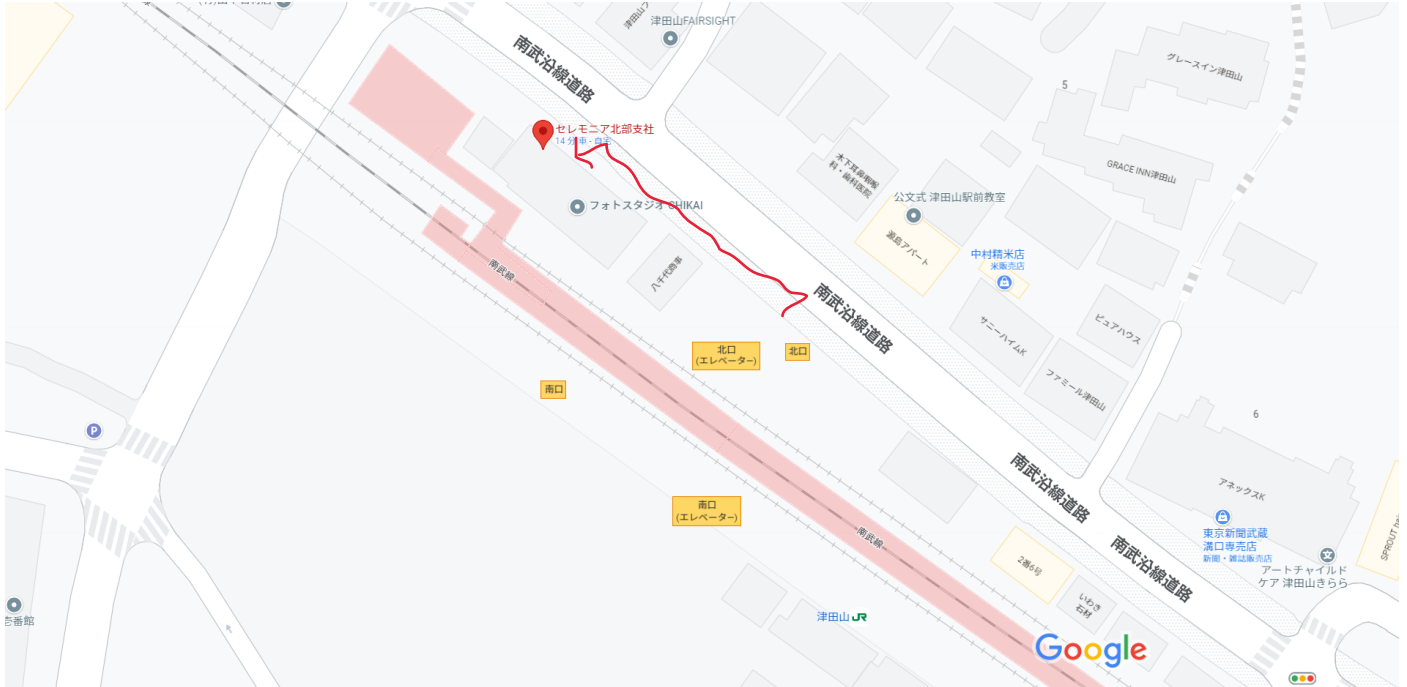 津田山FAIRSIGHT
南武沿線道路
グレースイン津田山
5
セレモニア北部支社
14分 車 - 自宅
木下耳鼻咽喉
科・歯科医院
GRACE INN津田山
公文式 津田山駅前教室
フォトスタジオ CHIKAI
源島アパート
中村精米店
米販売店
南武線
八千代商事
南武沿線道路
サニーハイムK
ピュアハウス
北口
(エレベーター)
北口
南口
ファミール津田山
6
南武沿線道路
アネックスK
南口
(エレベーター)
南武線
東京新聞武蔵
溝口専売店
新聞・雑誌販売店
アートチャイルド
ケア 津田山きらら
2番6号
南武沿線道路
いわき
石材
津田山 JR
壱番館
P
Google